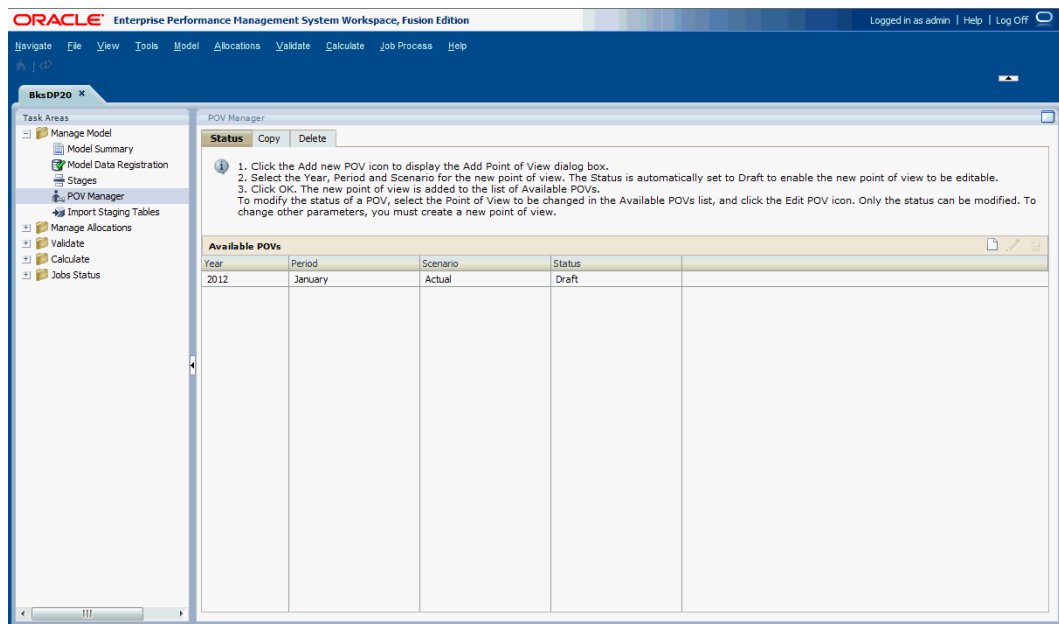 ORACLE Enterprise Performance Management System Workspace, Fusion Edition
Logged in as admin | Help | Log Off
Navigate File View Tools Model Allocations Validate Calculate Job Process Help
BksDP20
Task Areas
Manage Model
Model Summary
Model Data Registration
Stages
POV Manager
Import Staging Tables
Manage Allocations
Validate
Calculate
Jobs Status
POV Manager
Status Copy Delete
1. Click the Add new POV icon to display the Add Point of View dialog box.
2. Select the Year, Period and Scenario for the new point of view. The Status is automatically set to Draft to enable the new point of view to be editable.
3. Click OK. The new point of view is added to the list of Available POVs.
To modify the status of a POV, select the Point of View to be changed in the Available POVs list, and click the Edit POV icon. Only the status can be modified. To
change other parameters, you must create a new point of view.
Available POVs
Year Period Scenario Status
2012 January Actual Draft